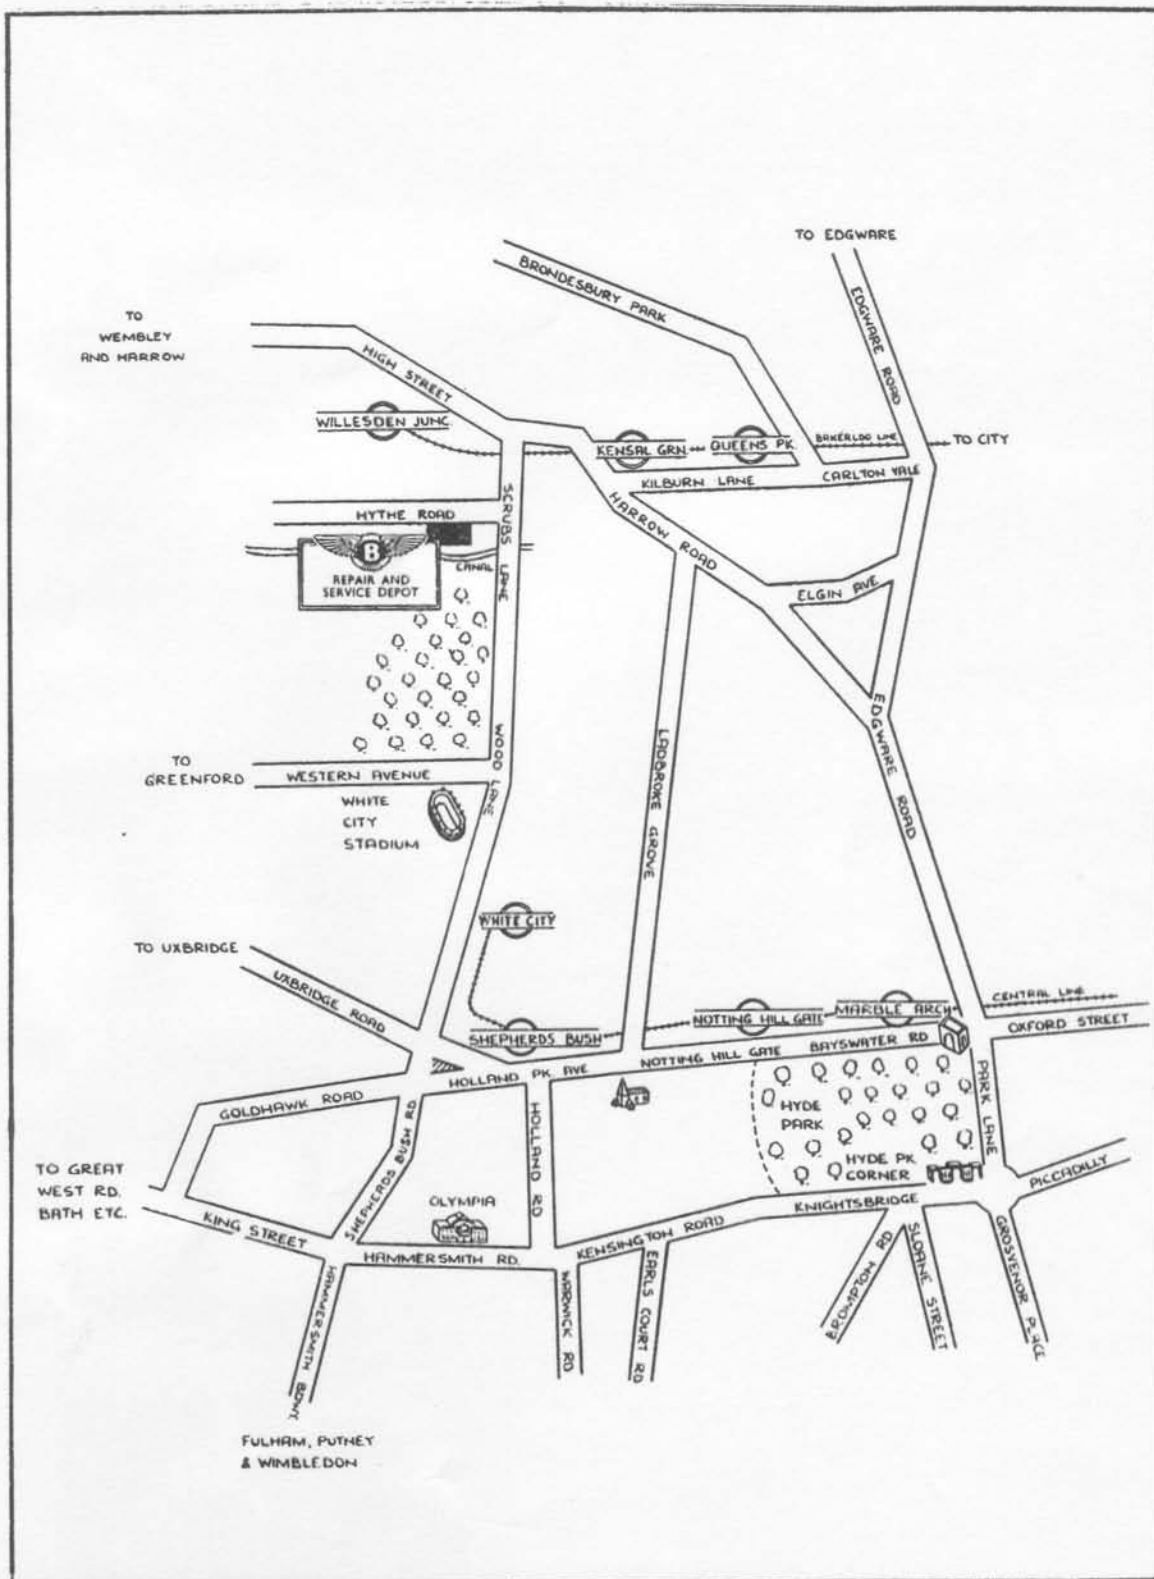 TO EDGWARE
BRONDESBURY PARK
EDGWARE ROAD
TO
WEMBLEY
AND HARROW
HIGH STREET
WILLESDEN JUNC.
KENSAL GRN
QUEENS PK.
BAKERLOO LINE
TO CITY
KILBURN LANE
CARLTON VALE
SCRUBS LANE
HYTHE ROAD
HARROW ROAD
B
REPAIR AND
SERVICE DEPOT
CANAL
ELGIN AVE
EDGWARE ROAD
LADBROKE GROVE
WOOD LANE
TO
GREENFORD
WESTERN AVENUE
WHITE
CITY
STADIUM
WHITE CITY
TO UXBRIDGE
UXBRIDGE ROAD
SHEPHERDS BUSH
NOTTING HILL GATE
MARBLE ARCH
CENTRAL LINE
OXFORD STREET
NOTTING HILL GATE
BAYSWATER RD
HOLLAND PK. AVE
GOLDHAWK ROAD
SHEPHERDS BUSH RD
HOLLAND RD
HYDE
PARK
PARK LANE
HYDE PK
CORNER
TO GREAT
WEST RD.
BATH ETC.
KING STREET
OLYMPIA
HAMMERSMITH RD.
KENSINGTON ROAD
KNIGHTSBRIDGE
PICCADILLY
HAMMERSMITH BDWY.
WARWICK RD
EARLS COURT RD
BROMPTON RD
SLOANE STREET
GROSVENOR PLACE
FULHAM, PUTNEY
& WIMBLEDON